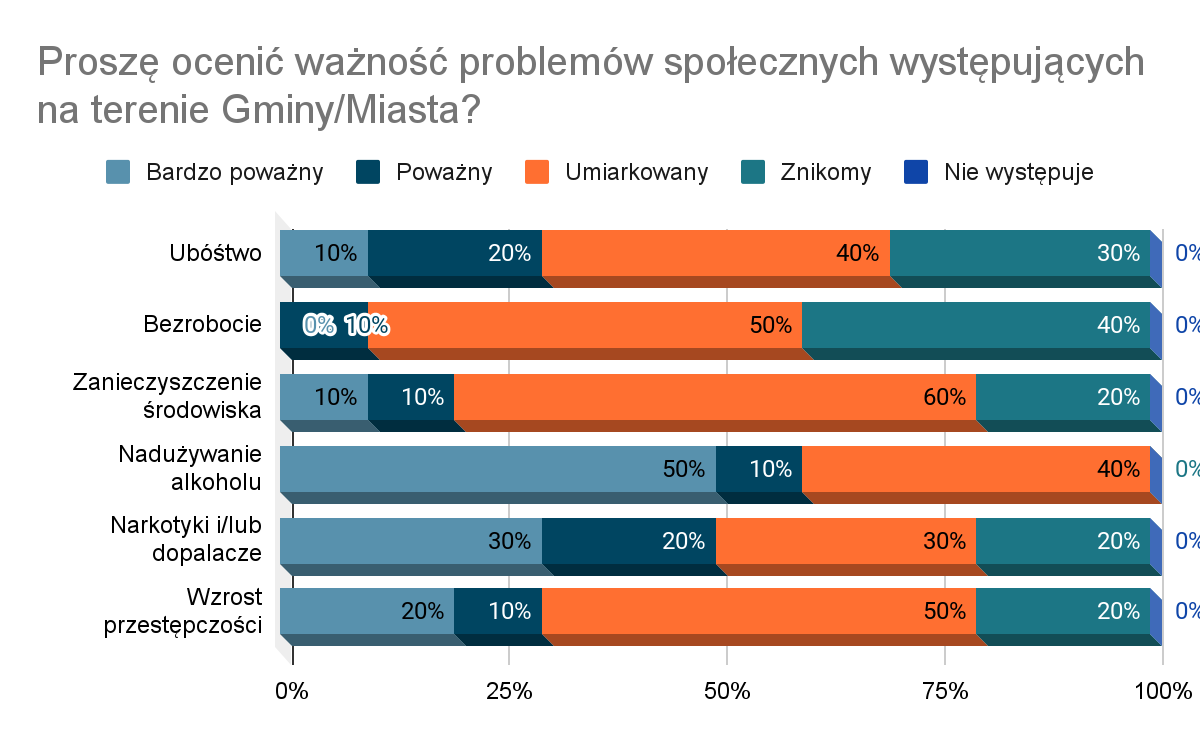 Proszę ocenić ważność problemów społecznych występujących
na terenie Gminy/Miasta?
Bardzo poważny Poważny Umiarkowany Znikomy Nie występuje
Ubóśtwo 10% 20% 40% 30% 0%
Bezrobocie 0% 10% 50% 40% 0%
Zanieczyszczenie
środowiska 10% 10% 60% 20% 0%
Nadużywanie
alkoholu 50% 10% 40% 0%
Narkotyki i/lub
dopalacze 30% 20% 30% 20% 0%
Wzrost
przestępczości 20% 10% 50% 20% 0%
0% 25% 50% 75% 100%